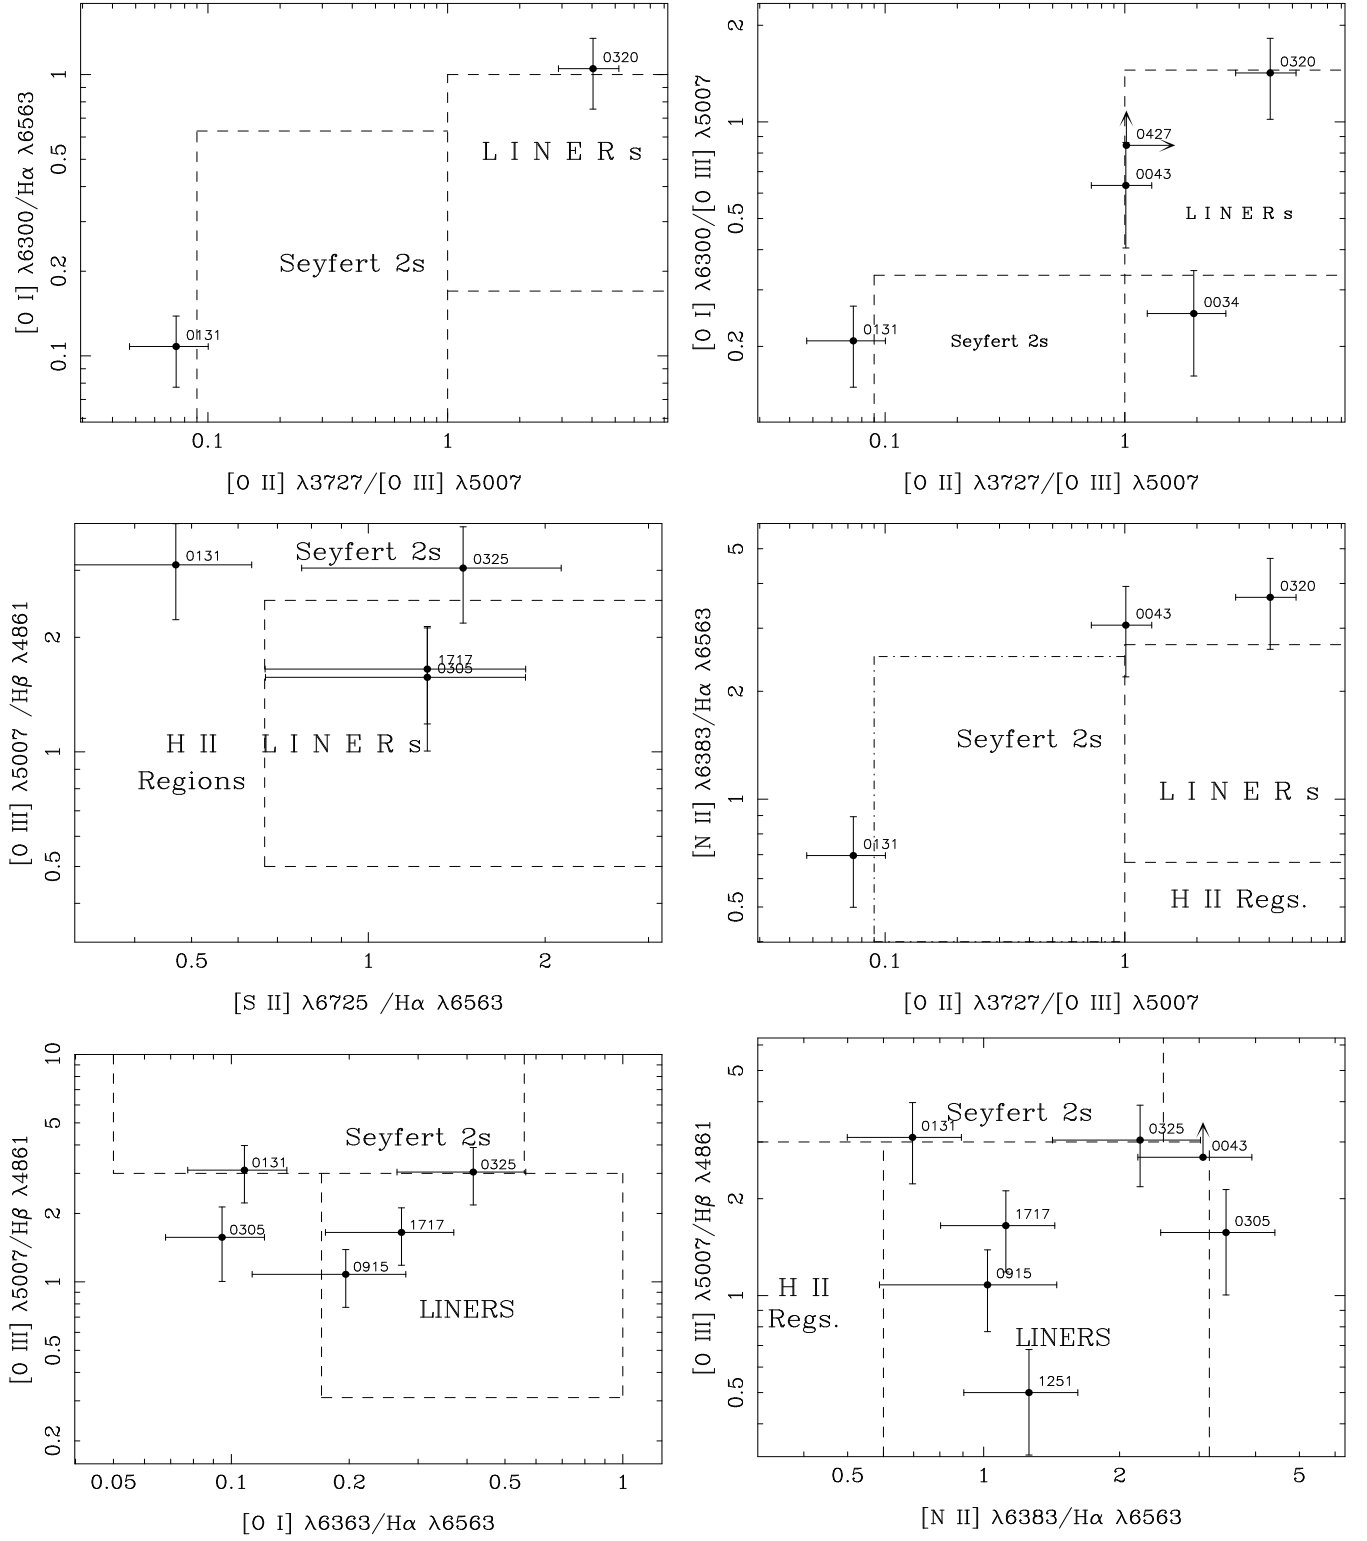 [O I] λ6300/Hα λ6563
1
0.5
0.2
0.1
0320
L I N E R s
Seyfert 2s
0131
0.1
1
[O II] λ3727/[O III] λ5007
[O I] λ6300/[O III] λ5007
2
1
0.5
0.2
0320
0427
0043
L I N E R s
0034
0131
Seyfert 2s
0.1
1
[O II] λ3727/[O III] λ5007
[O III] λ5007 /Hβ λ4861
2
1
0.5
0131
Seyfert 2s
0325
1717
0305
H II
Regions
L I N E R s
0.5
1
2
[S II] λ6725 /Hα λ6563
[N II] λ6383/Hα λ6563
5
2
1
0.5
0320
0043
Seyfert 2s
L I N E R s
0131
H II Regs.
0.1
1
[O II] λ3727/[O III] λ5007
[O III] λ5007/Hβ λ4861
10
5
2
1
0.5
0.2
Seyfert 2s
0131
0325
0305
1717
0915
LINERS
0.05
0.1
0.2
0.5
1
[O I] λ6363/Hα λ6563
[O III] λ5007/Hβ λ4861
5
2
1
0.5
Seyfert 2s
0131
0325
0043
1717
0305
0915
H II
Regs.
LINERS
1251
0.5
1
2
5
[N II] λ6383/Hα λ6563